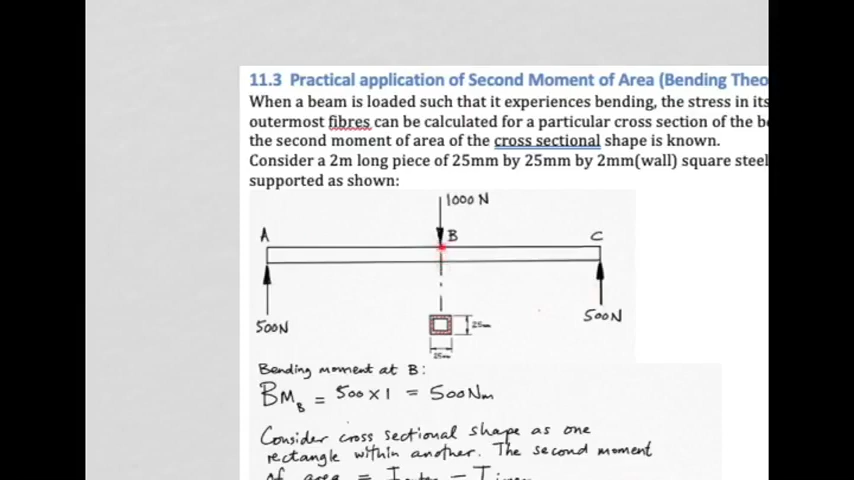 11.3 Practical application of Second Moment of Area (Bending Theo
When a beam is loaded such that it experiences bending, the stress in its
outermost fibres can be calculated for a particular cross section of the b
the second moment of area of the cross sectional shape is known.
Consider a 2m long piece of 25mm by 25mm by 2mm(wall) square steel
supported as shown:
1000 N
A B C
500N 500N
25mm
25mm
Bending moment at B:
BM_B = 500 x 1 = 500Nm
Consider cross sectional shape as one
rectangle within another. The second moment
of area = I